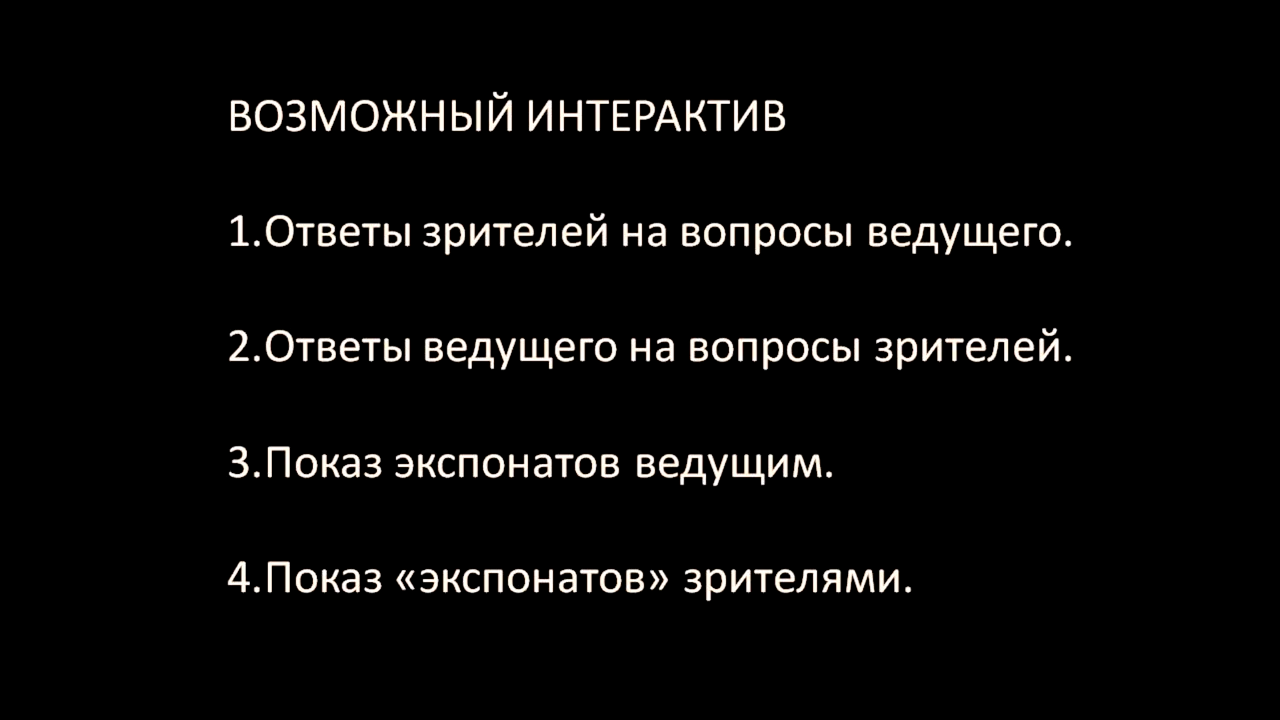 ВОЗМОЖНЫЙ ИНТЕРАКТИВ
1.Ответы зрителей на вопросы ведущего.
2.Ответы ведущего на вопросы зрителей.
3.Показ экспонатов ведущим.
4.Показ «экспонатов» зрителями.